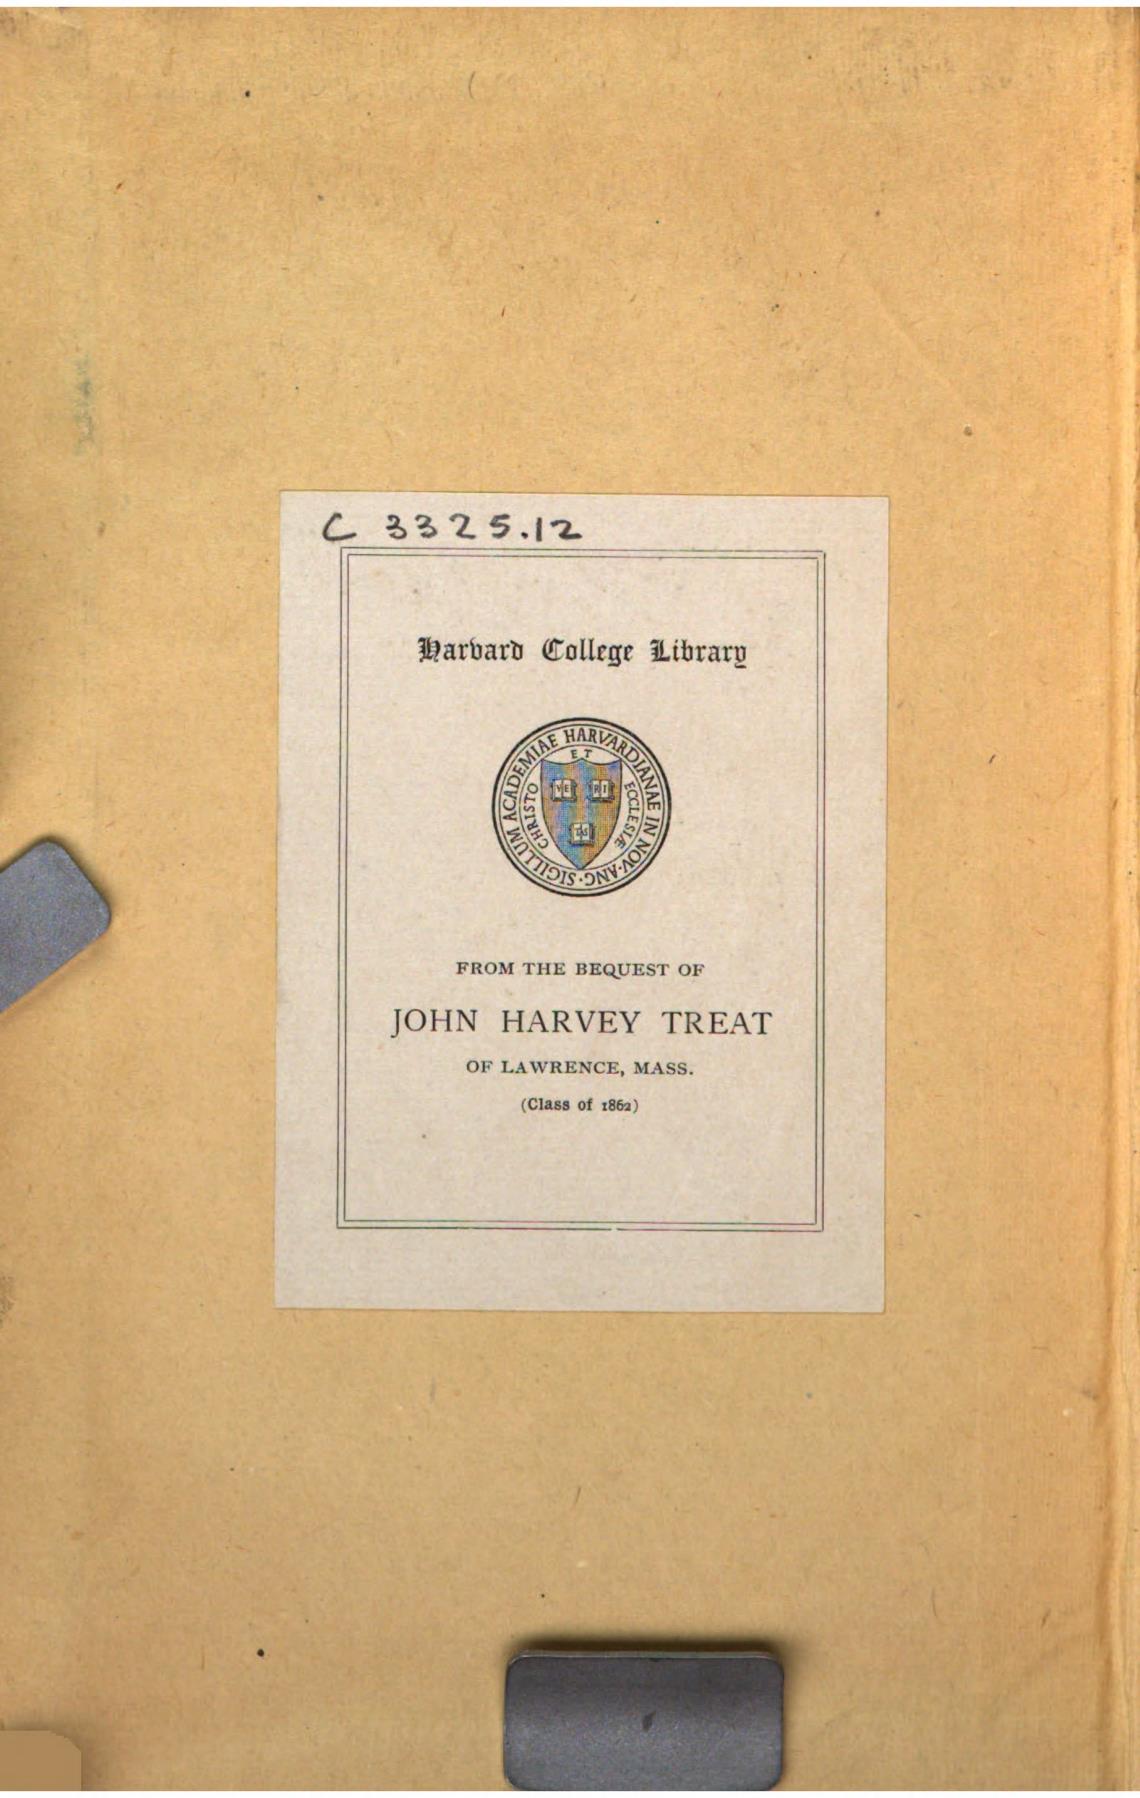 C 3325.12
Harvard College Library
SIGILLUM ACADEMIAE HARVARDIANAE IN NOV·ANG·
CHRISTO ET ECCLESIÆ
VE RI
TAS
FROM THE BEQUEST OF
JOHN HARVEY TREAT
OF LAWRENCE, MASS.
(Class of 1862)